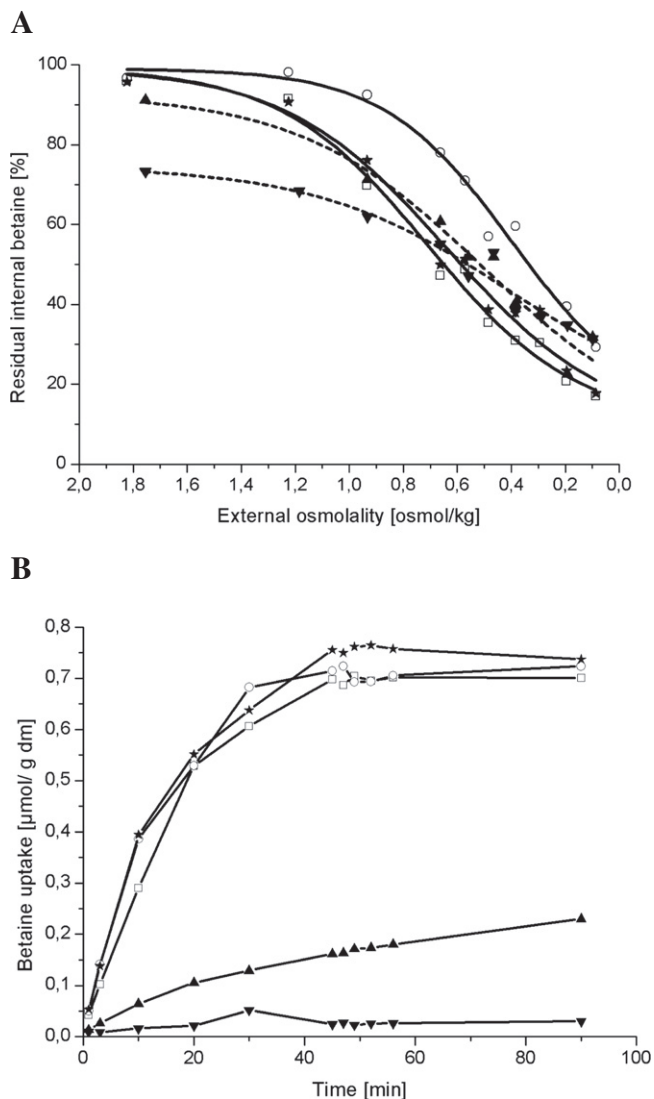 A
Residual internal betaine [%]
100
80
60
40
20
0
2,0 1,8 1,6 1,4 1,2 1,0 0,8 0,6 0,4 0,2 0,0
External osmolality [osmol/kg]
B
Betaine uptake [µmol/ g dm]
0,8
0,7
0,6
0,5
0,4
0,3
0,2
0,1
0,0
0 20 40 60 80 100
Time [min]